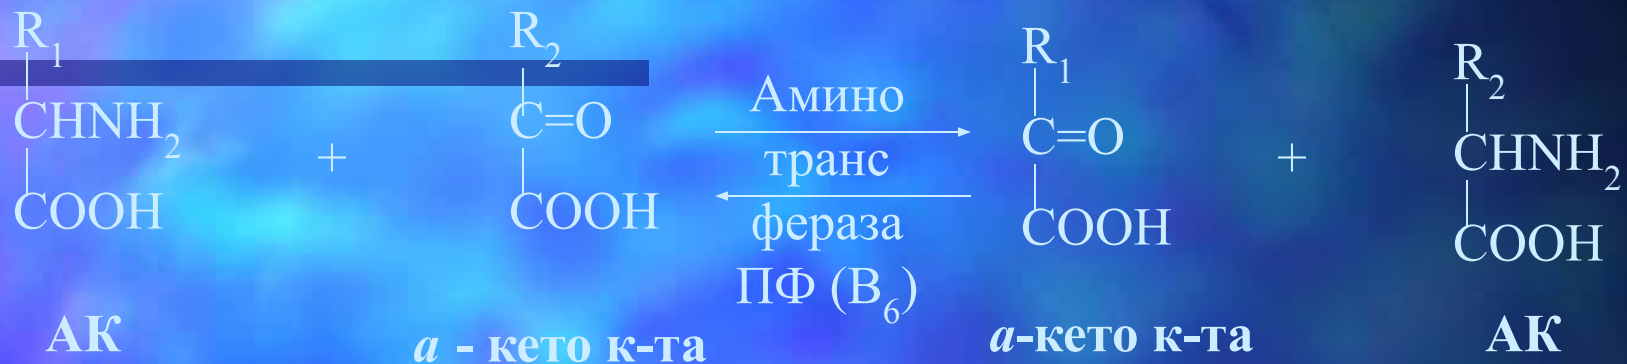 R₁ R₂ Амино R₁ R₂
CHNH₂ + C=O транс C=O + CHNH₂
COOH COOH фераза COOH COOH
ПФ (В₆)
АК а - кето к-та а-кето к-та АК